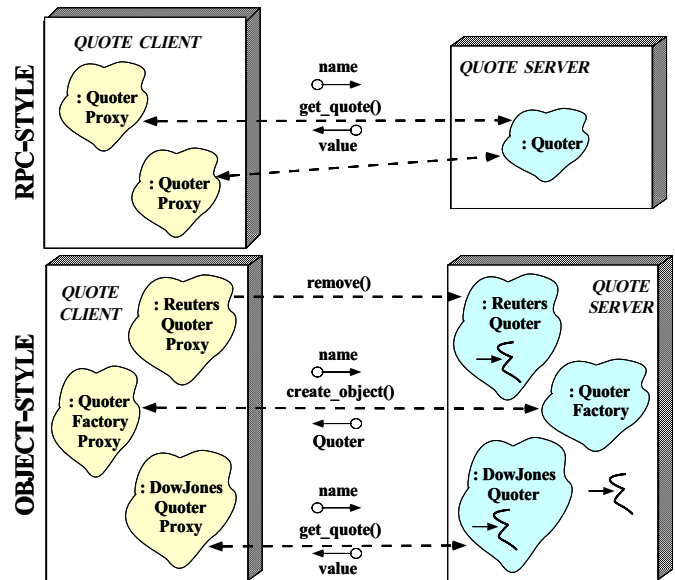 RPC-STYLE
QUOTE CLIENT
: Quoter
Proxy
: Quoter
Proxy
name
get_quote()
value
QUOTE SERVER
: Quoter
OBJECT-STYLE
QUOTE
CLIENT
: Reuters
Quoter
Proxy
: Quoter
Factory
Proxy
: DowJones
Quoter
Proxy
remove()
name
create_object()
Quoter
name
get_quote()
value
QUOTE
SERVER
: Reuters
Quoter
: Quoter
Factory
: DowJones
Quoter